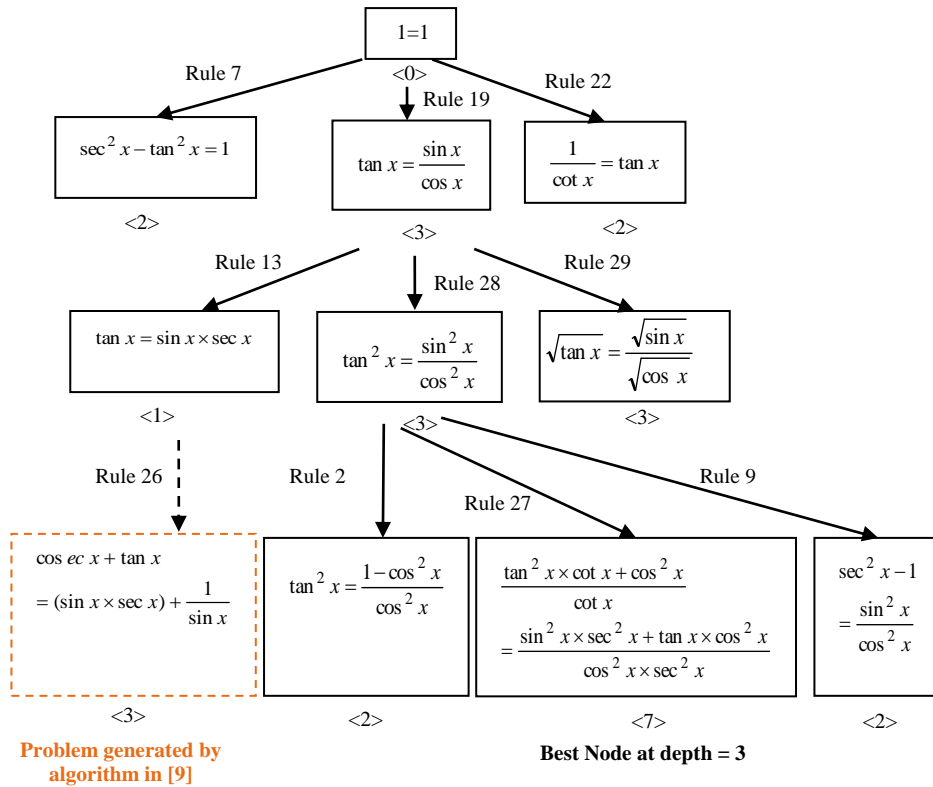 1=1
<0>
Rule 7
Rule 19
Rule 22
sec² x − tan² x = 1
tan x = sin x / cos x
1 / cot x = tan x
<2>
<3>
<2>
Rule 13
Rule 28
Rule 29
tan x = sin x × sec x
tan² x = sin² x / cos² x
√tan x = √sin x / √cos x
<1>
<3>
<3>
Rule 26
Rule 2
Rule 27
Rule 9
cos ec x + tan x
= (sin x × sec x) + 1 / sin x
tan² x = 1 − cos² x / cos² x
tan² x × cot x + cos² x / cot x
= sin² x × sec² x + tan x × cos² x / cos² x × sec² x
sec² x − 1
= sin² x / cos² x
<3>
<2>
<7>
<2>
Problem generated by
algorithm in [9]
Best Node at depth = 3